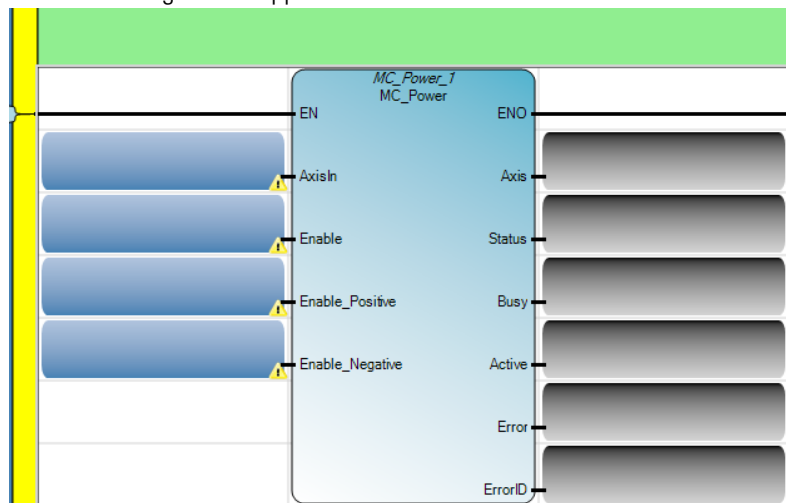 MC_Power_1
MC_Power
EN ENO
AxisIn Axis
Enable Status
Enable_Positive Busy
Enable_Negative Active
Error
ErrorID